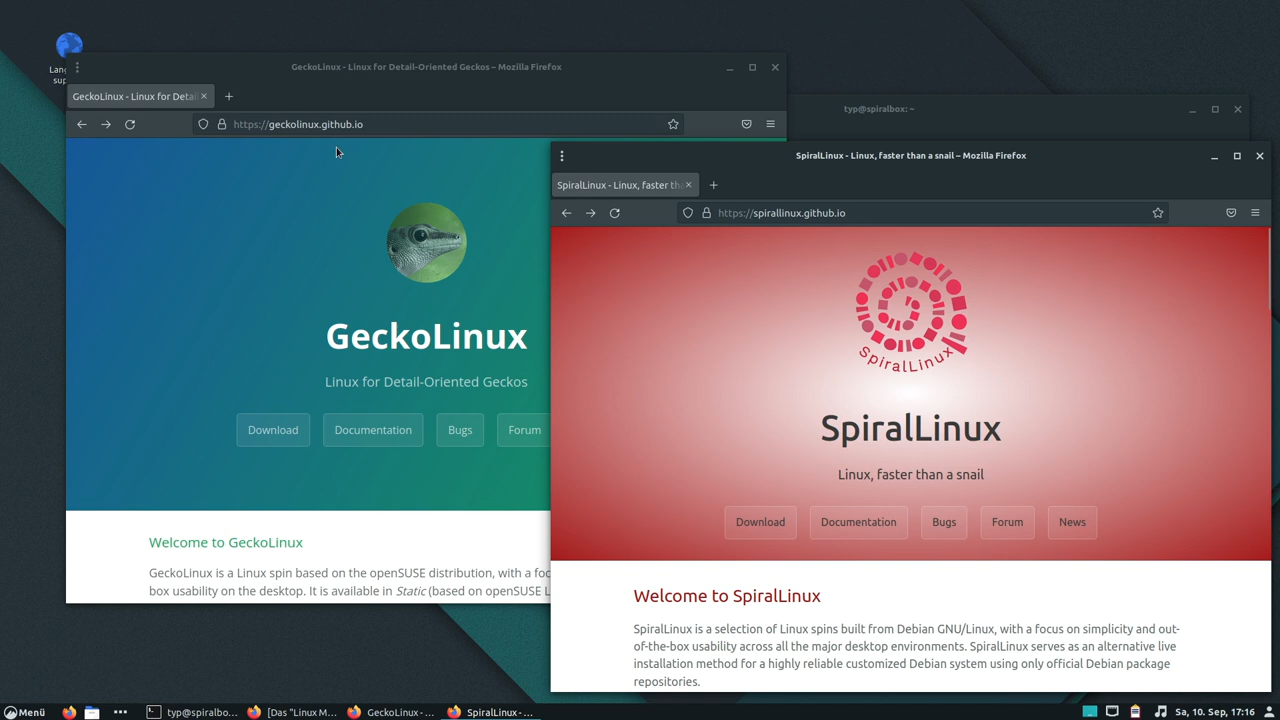 Lang
sup
GeckoLinux - Linux for Detail-Oriented Geckos – Mozilla Firefox
GeckoLinux - Linux for Detai
https://geckolinux.github.io
GeckoLinux
Linux for Detail-Oriented Geckos
Download
Documentation
Bugs
Forum
Welcome to GeckoLinux
GeckoLinux is a Linux spin based on the openSUSE distribution, with a foc
box usability on the desktop. It is available in Static (based on openSUSE L
typ@spiralbox: ~
SpiralLinux - Linux, faster than a snail – Mozilla Firefox
SpiralLinux - Linux, faster tha
https://spirallinux.github.io
SpiralLinux
SpiralLinux
Linux, faster than a snail
Download
Documentation
Bugs
Forum
News
Welcome to SpiralLinux
SpiralLinux is a selection of Linux spins built from Debian GNU/Linux, with a focus on simplicity and out-
of-the-box usability across all the major desktop environments. SpiralLinux serves as an alternative live
installation method for a highly reliable customized Debian system using only official Debian package
repositories.
Menü
typ@spiralbo...
[Das "Linux M...
GeckoLinux - ...
SpiralLinux - ...
Sa, 10. Sep, 17:16